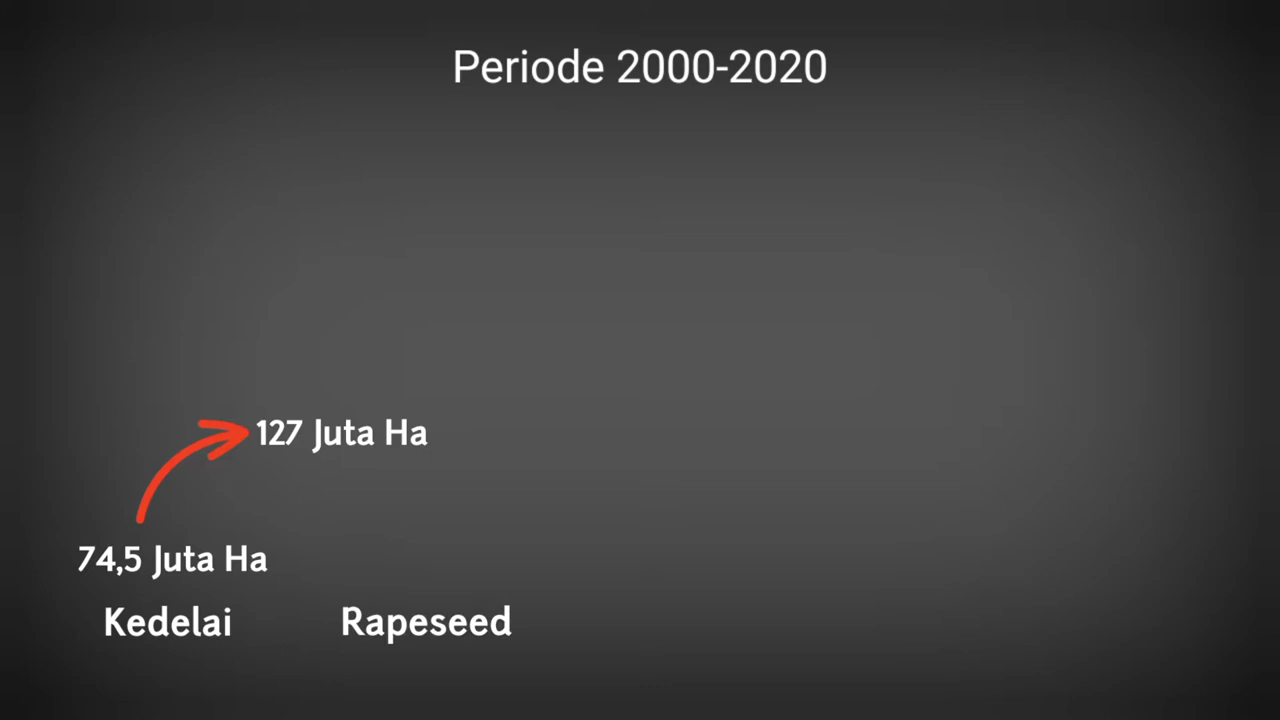 Periode 2000-2020
127 Juta Ha
74,5 Juta Ha
Kedelai
Rapeseed